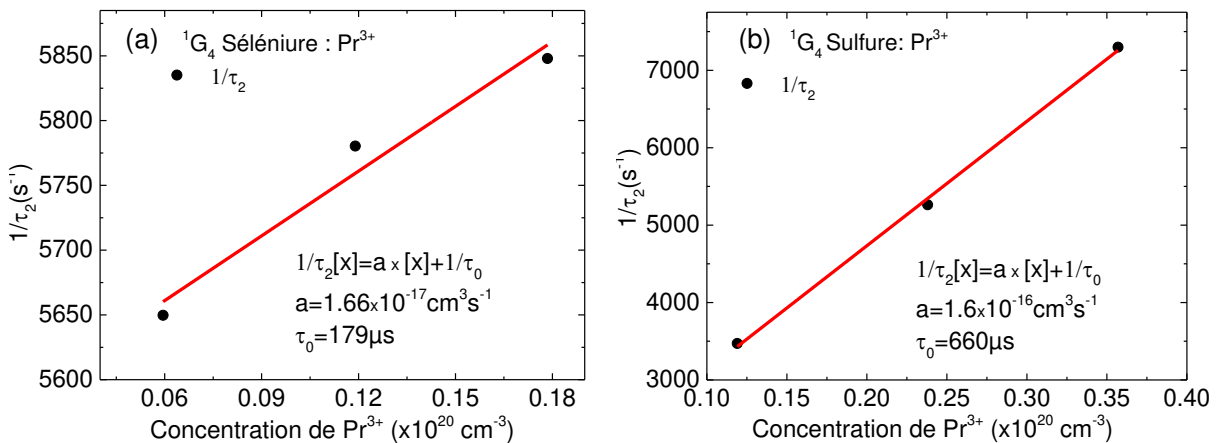 (a) ¹G₄ Séléniure : Pr³⁺
1/τ₂
1/τ₂[x]=a × [x]+1/τ₀
a=1.66×10⁻¹⁷cm³s⁻¹
τ₀=179μs
5850
5800
5750
5700
5650
5600
1/τ₂(s⁻¹)
0.06 0.09 0.12 0.15 0.18
Concentration de Pr³⁺ (x10²⁰ cm⁻³)
(b) ¹G₄ Sulfure: Pr³⁺
1/τ₂
1/τ₂[x]=a × [x]+1/τ₀
a=1.6×10⁻¹⁶cm³s⁻¹
τ₀=660μs
7000
6000
5000
4000
3000
1/τ₂(s⁻¹)
0.10 0.15 0.20 0.25 0.30 0.35 0.40
Concentration de Pr³⁺ (x10²⁰ cm⁻³)